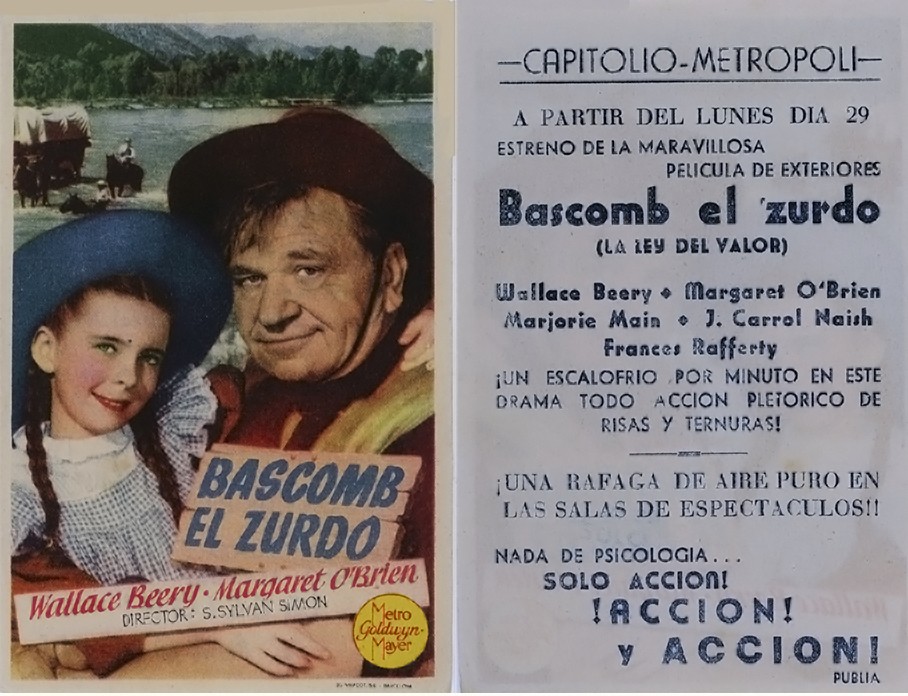 BASCOMB
EL ZURDO
Wallace Beery • Margaret O'Brien
DIRECTOR: S. SYLVAN SIMON
Metro
Goldwyn-
Mayer
CAPITOLIO-METROPOLI
A PARTIR DEL LUNES DIA 29
ESTRENO DE LA MARAVILLOSA
PELICULA DE EXTERIORES
Bascomb el zurdo
(LA LEY DEL VALOR)
Wallace Beery • Margaret O'Brien
Marjorie Main • J. Carrol Naish
Frances Rafferty
¡UN ESCALOFRIO POR MINUTO EN ESTE
DRAMA TODO ACCION PLETORICO DE
RISAS Y TERNURAS!
¡UNA RAFAGA DE AIRE PURO EN
LAS SALAS DE ESPECTACULOS!!
NADA DE PSICOLOGIA...
SOLO ACCION!
!ACCION!
y ACCION!
PUBLIA